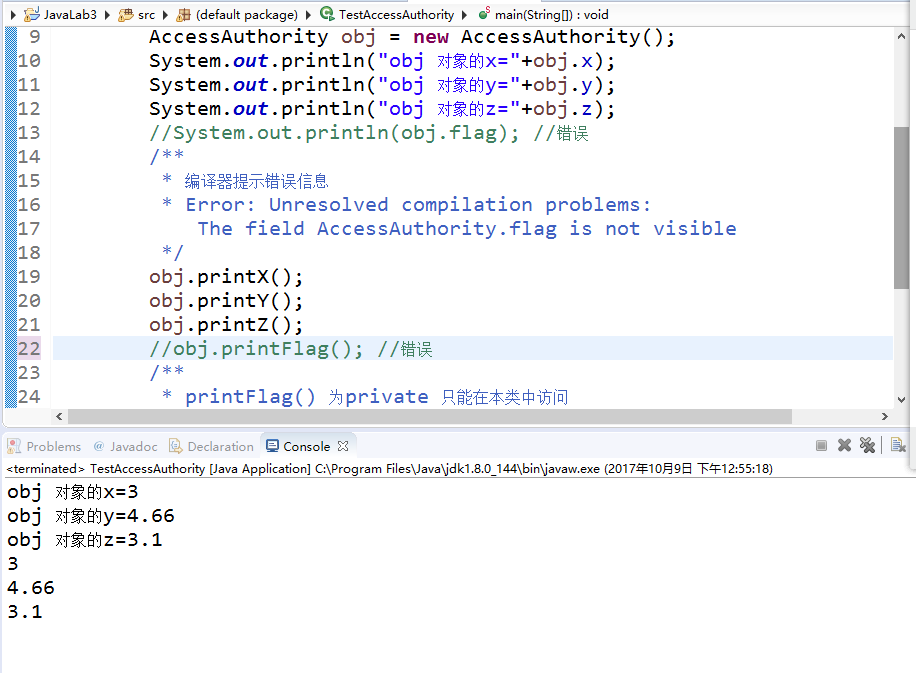 JavaLab3 src (default package) TestAccessAuthority main(String[]) : void
9 AccessAuthority obj = new AccessAuthority();
10 System.out.println("obj 对象的x="+obj.x);
11 System.out.println("obj 对象的y="+obj.y);
12 System.out.println("obj 对象的z="+obj.z);
13 //System.out.println(obj.flag); //错误
14 /**
15 * 编译器提示错误信息
16 * Error: Unresolved compilation problems:
17 The field AccessAuthority.flag is not visible
18 */
19 obj.printX();
20 obj.printY();
21 obj.printZ();
22 //obj.printFlag(); //错误
23 /**
24 * printFlag() 为private 只能在本类中访问
Problems @ Javadoc Declaration Console
<terminated> TestAccessAuthority [Java Application] C:\Program Files\Java\jdk1.8.0_144\bin\javaw.exe (2017年10月9日 下午12:55:18)
obj 对象的x=3
obj 对象的y=4.66
obj 对象的z=3.1
3
4.66
3.1